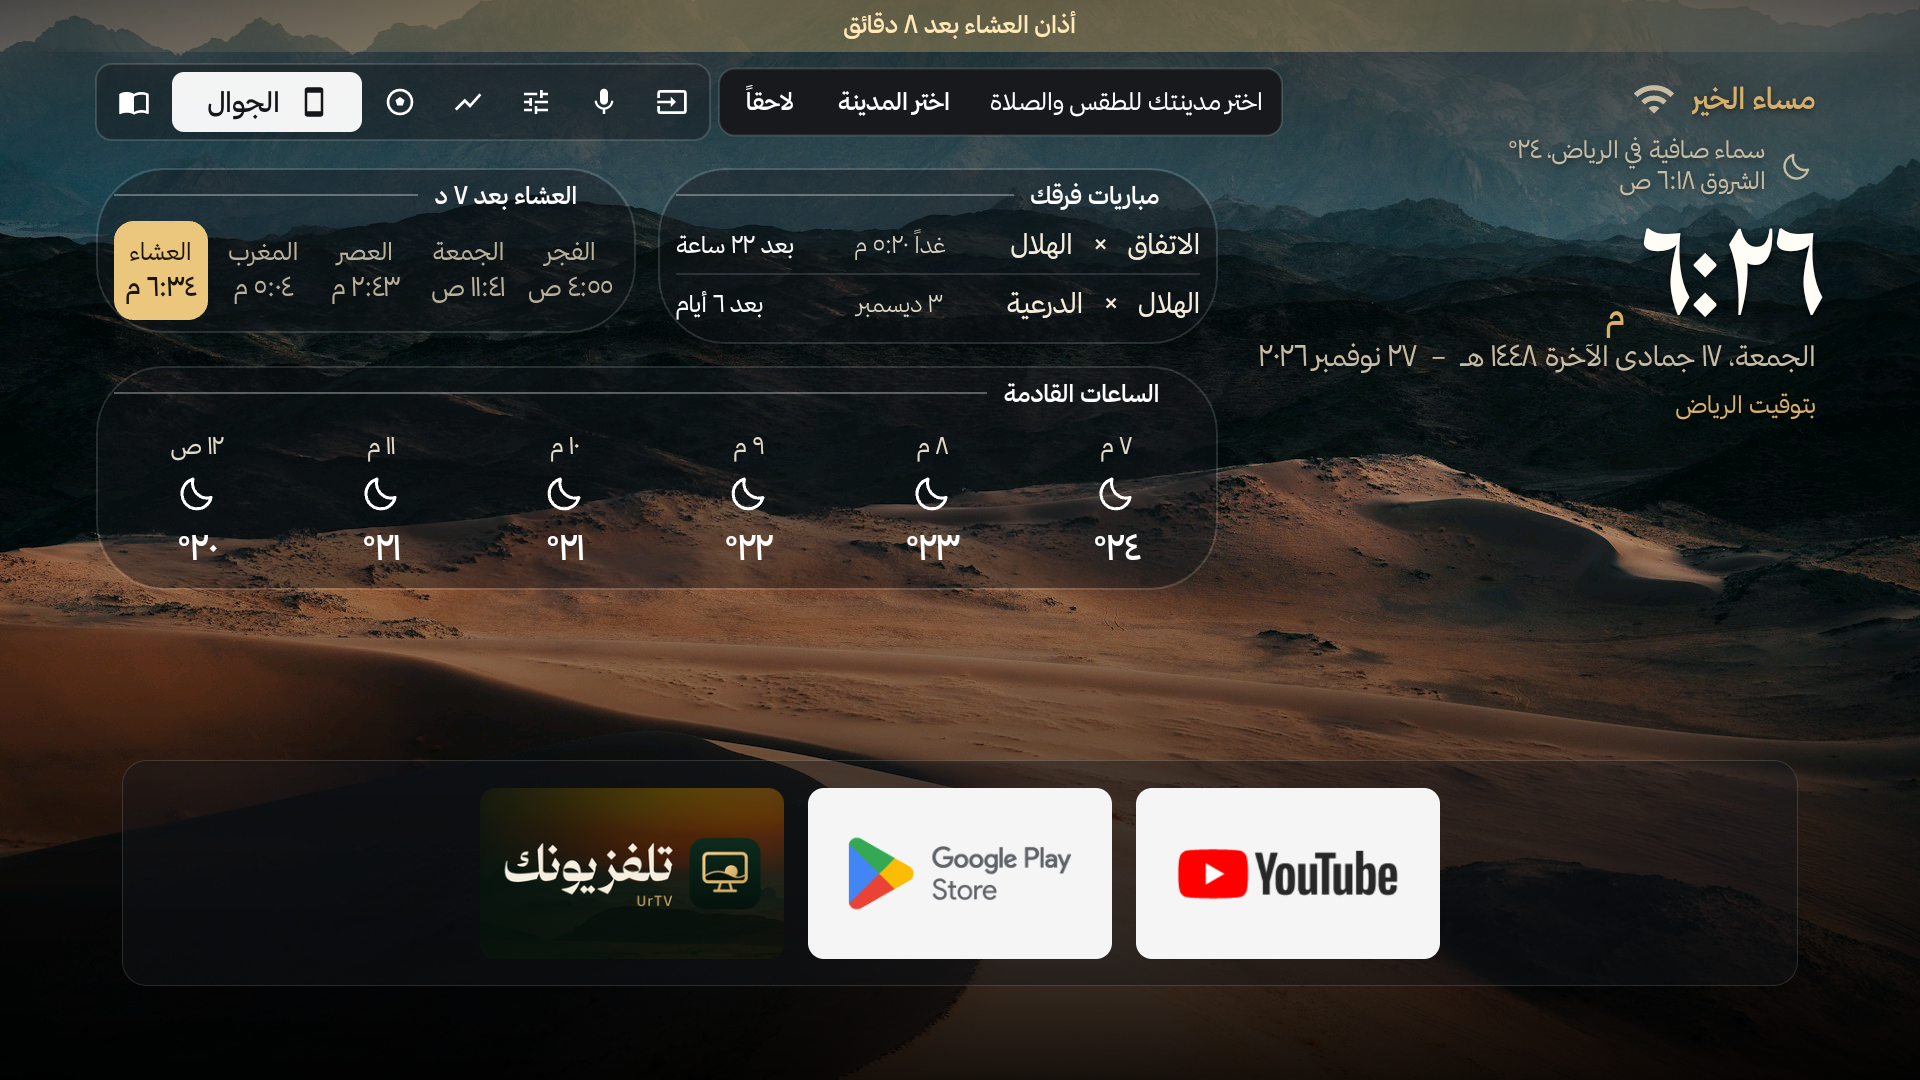 أذان العشاء بعد ٨ دقائق
مساء الخير
سماء صافية في الرياض، ٢٤°
الشروق ٦:١٨ ص
٦:٢٦ م
الجمعة، ١٧ جمادى الآخرة ١٤٤٨ هـ – ٢٧ نوفمبر ٢٠٢٦
بتوقيت الرياض
اختر مدينتك للطقس والصلاة اختر المدينة لاحقاً
الجوال
مباريات فرقك
الاتفاق × الهلال غداً ٥:٢٠ م بعد ٢٢ ساعة
الهلال × الدرعية ٣ ديسمبر بعد ٦ أيام
العشاء بعد ٧ د
الفجر الجمعة العصر المغرب العشاء
٤:٥٥ ص ١١:٤١ ص ٢:٤٣ م ٥:٠٤ م ٦:٣٤ م
الساعات القادمة
٧ م ٨ م ٩ م ١٠ م ١١ م ١٢ ص
٢٤° ٢٣° ٢٢° ٢١° ٢١° ٢٠°
YouTube
Google Play
Store
تلفزيونك
UrTV